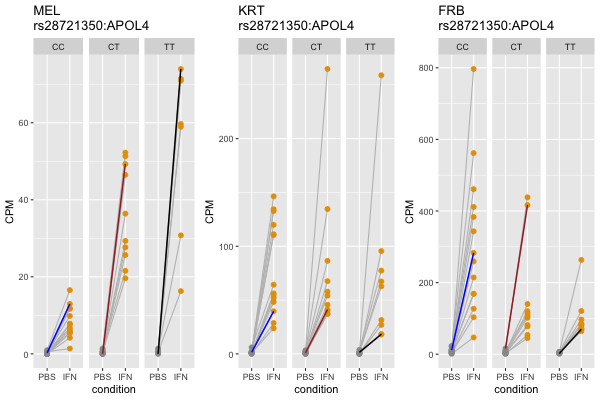 MEL
rs28721350:APOL4
CC CT TT
CPM
60
40
20
0
PBS IFN PBS IFN PBS IFN
condition
KRT
rs28721350:APOL4
CC CT TT
CPM
200
100
0
PBS IFN PBS IFN PBS IFN
condition
FRB
rs28721350:APOL4
CC CT TT
CPM
800
600
400
200
0
PBS IFN PBS IFN PBS IFN
condition